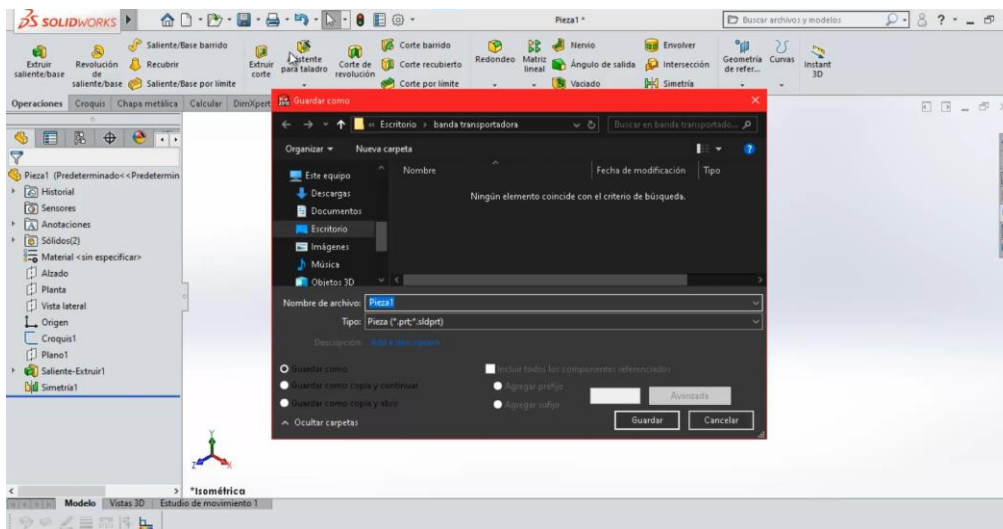 SOLIDWORKS
Pieza1 *
Buscar archivos y modelos
Extruir saliente/base
Revolución de saliente/base
Saliente/Base barrido
Recubrir
Saliente/Base por límite
Extruir corte
Asistente para taladro
Corte de revolución
Corte barrido
Corte recubierto
Corte por límite
Redondeo
Matriz lineal
Nervio
Ángulo de salida
Variado
Envolver
Intersección
Simetría
Geometría de refer...
Curvas
Instant 3D
Operaciones Croquis Chapa metálica Calcular DimXpert
Guardar como
« Escritorio › banda transportadora
Buscar en banda transportado...
Organizar Nueva carpeta
Este equipo
Descargas
Documentos
Escritorio
Imágenes
Música
Objetos 3D
Nombre Fecha de modificación Tipo
Ningún elemento coincide con el criterio de búsqueda.
Nombre de archivo: Pieza1
Tipo: Pieza (*.prt;*.sldprt)
Descripción: Add a description
Guardar como
Guardar como copia y continuar
Guardar como copia y abrir
Incluir todos los componentes referenciados
Agregar prefijo
Agregar sufijo
Avanzada
Ocultar carpetas
Guardar Cancelar
Pieza1 (Predeterminado<<Predetermin
Historial
Sensores
Anotaciones
Sólidos(2)
Material <sin especificar>
Alzado
Planta
Vista lateral
Origen
Croquis1
Plano1
Saliente-Extruir1
Simetría1
Y
Z
X
*Isométrica
Modelo Vistas 3D Estudio de movimiento 1